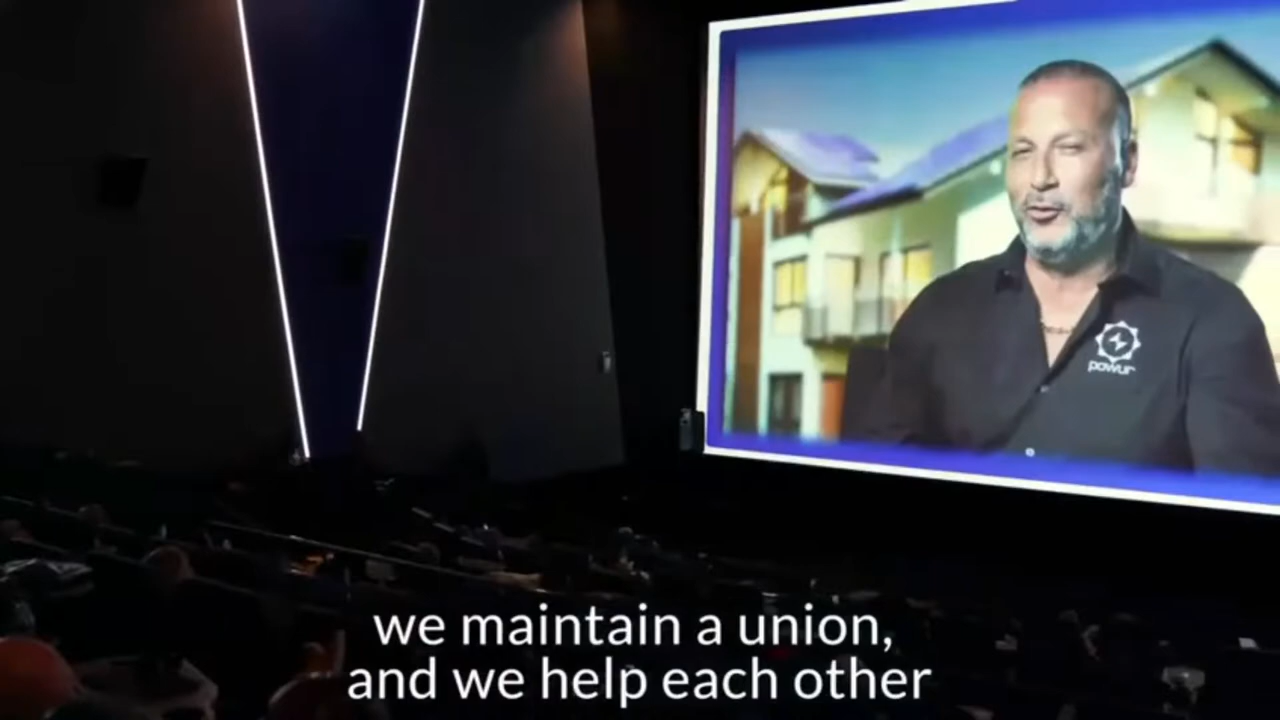 powur
we maintain a union,
and we help each other